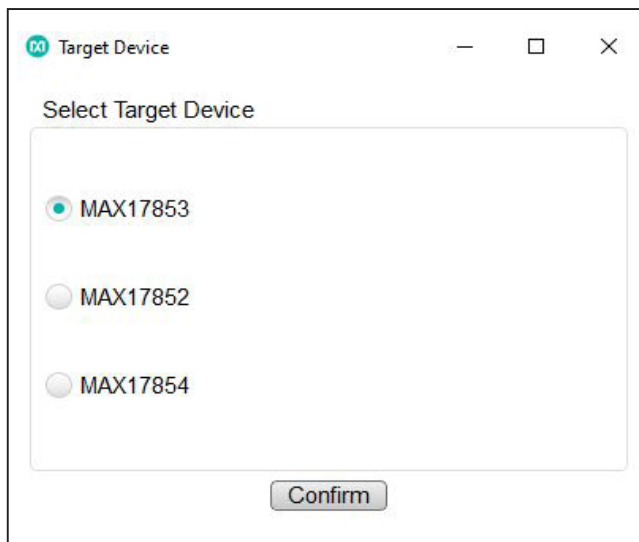 Target Device
Select Target Device
MAX17853
MAX17852
MAX17854
Confirm